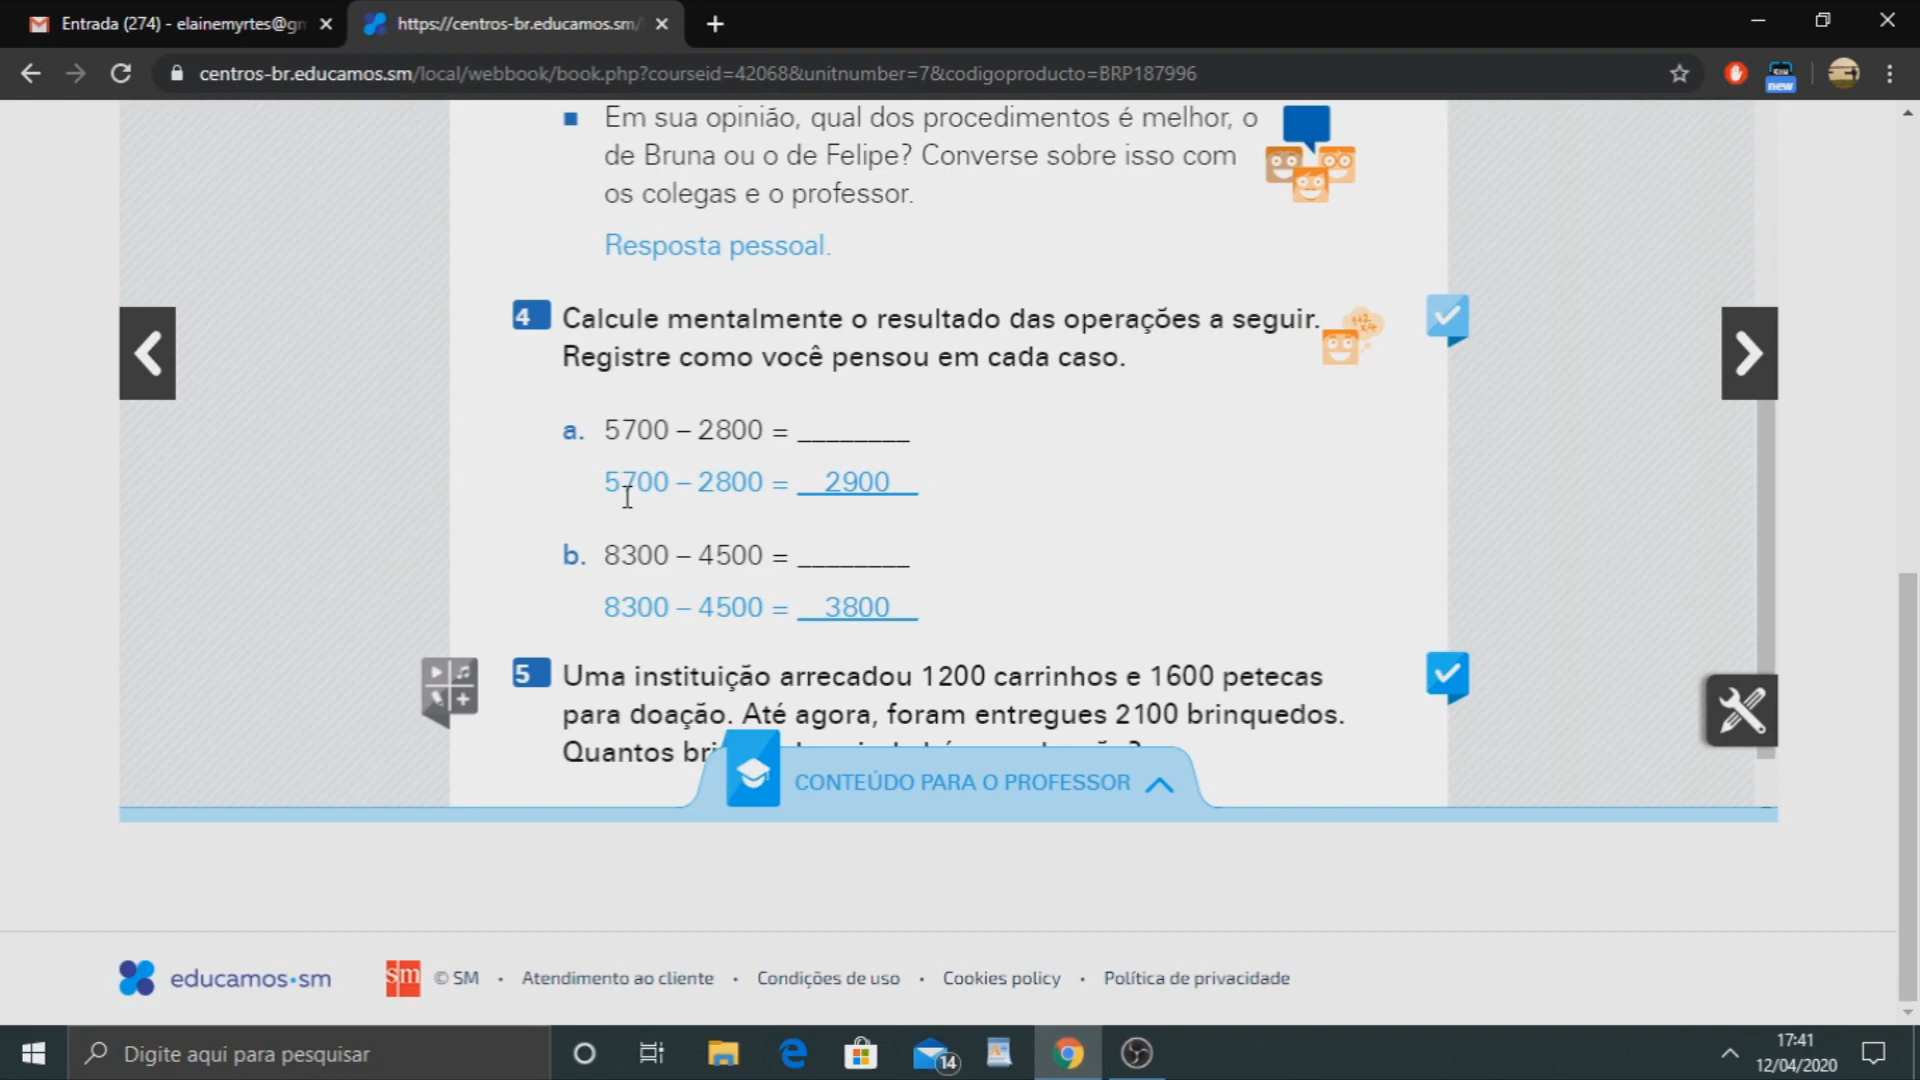 Entrada (274) - elainemyrtes@gm
https://centros-br.educamos.sm/
centros-br.educamos.sm/local/webbook/book.php?courseid=42068&unitnumber=7&codigoproducto=BRP187996
new
Em sua opinião, qual dos procedimentos é melhor, o
de Bruna ou o de Felipe? Converse sobre isso com
os colegas e o professor.
Resposta pessoal.
4 Calcule mentalmente o resultado das operações a seguir.
Registre como você pensou em cada caso.
a. 5700 – 2800 = ________
5700 – 2800 = 2900
b. 8300 – 4500 = ________
8300 – 4500 = 3800
5 Uma instituição arrecadou 1200 carrinhos e 1600 petecas
para doação. Até agora, foram entregues 2100 brinquedos.
Quantos
CONTEÚDO PARA O PROFESSOR
educamos•sm
sm © SM · Atendimento ao cliente · Condições de uso · Cookies policy · Política de privacidade
Digite aqui para pesquisar
14
17:41
12/04/2020